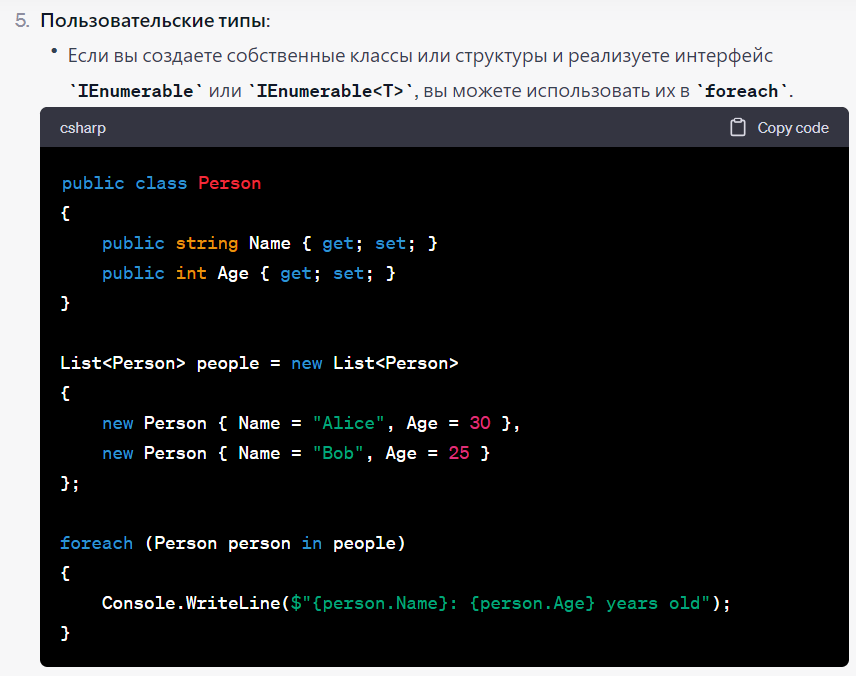 5. Пользовательские типы:
• Если вы создаете собственные классы или структуры и реализуете интерфейс
`IEnumerable` или `IEnumerable<T>`, вы можете использовать их в `foreach`.
csharp
Copy code
public class Person
{
    public string Name { get; set; }
    public int Age { get; set; }
}

List<Person> people = new List<Person>
{
    new Person { Name = "Alice", Age = 30 },
    new Person { Name = "Bob", Age = 25 }
};

foreach (Person person in people)
{
    Console.WriteLine($"{person.Name}: {person.Age} years old");
}